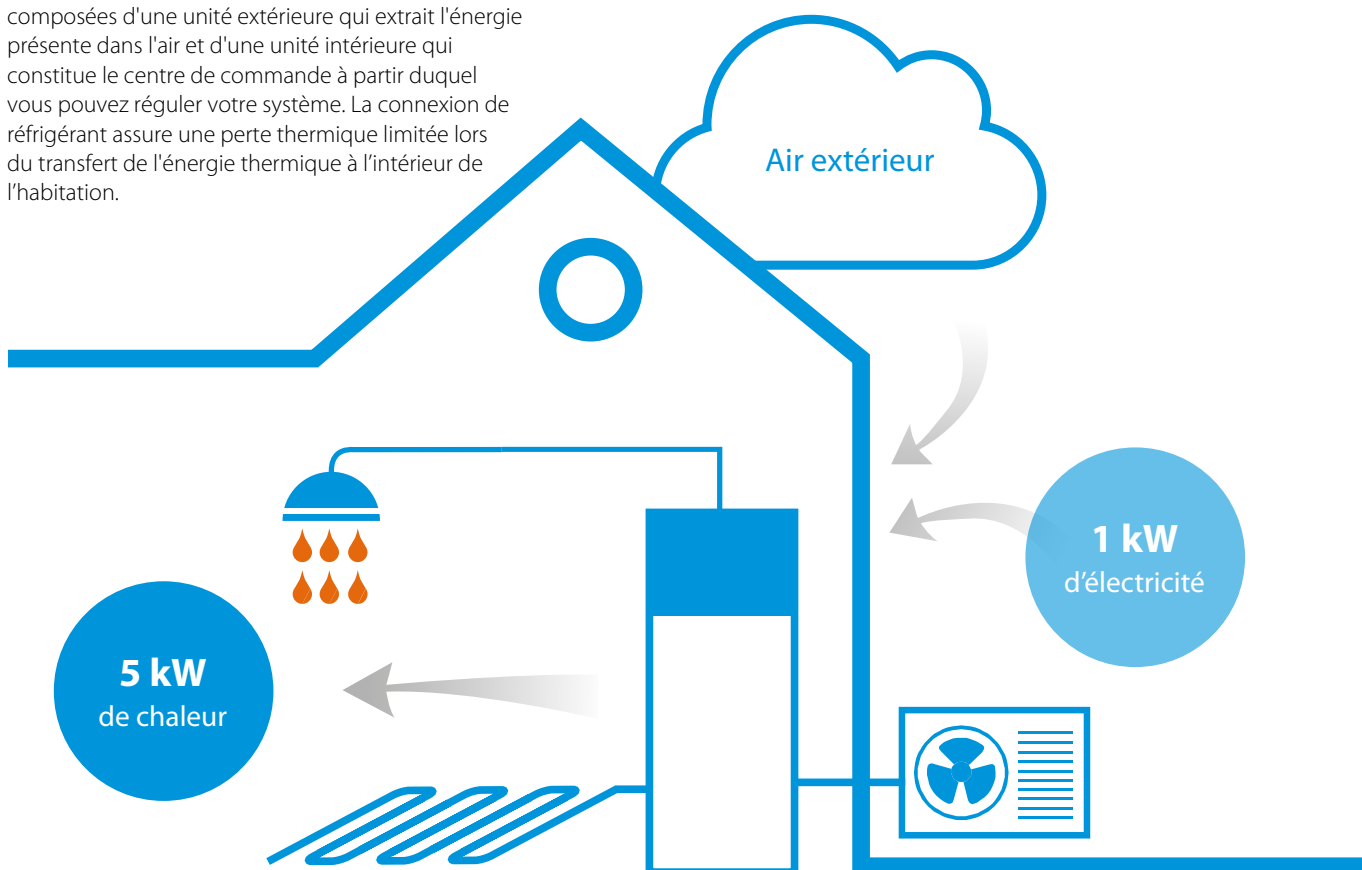 composées d'une unité extérieure qui extrait l'énergie
présente dans l'air et d'une unité intérieure qui
constitue le centre de commande à partir duquel
vous pouvez réguler votre système. La connexion de
réfrigérant assure une perte thermique limitée lors
du transfert de l'énergie thermique à l’intérieur de
l’habitation.
Air extérieur
1 kW
d’électricité
5 kW
de chaleur